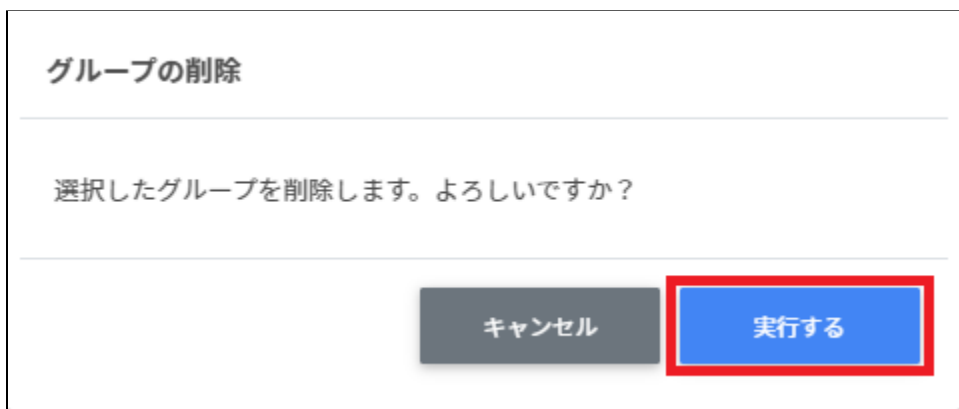 グループの削除
選択したグループを削除します。よろしいですか？
キャンセル
実行する